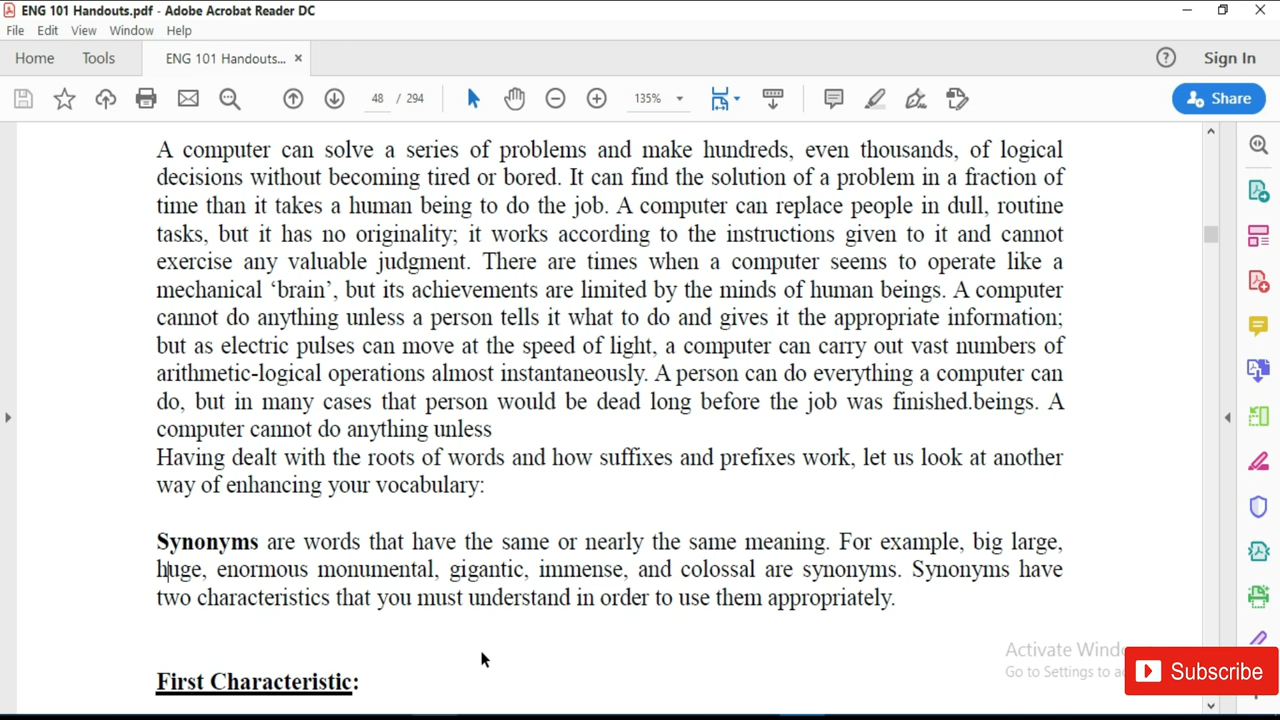 ENG 101 Handouts.pdf - Adobe Acrobat Reader DC
File Edit View Window Help
Home Tools ENG 101 Handouts... × ? Sign In
48 / 294 135% Share
A computer can solve a series of problems and make hundreds, even thousands, of logical
decisions without becoming tired or bored. It can find the solution of a problem in a fraction of
time than it takes a human being to do the job. A computer can replace people in dull, routine
tasks, but it has no originality; it works according to the instructions given to it and cannot
exercise any valuable judgment. There are times when a computer seems to operate like a
mechanical ‘brain’, but its achievements are limited by the minds of human beings. A computer
cannot do anything unless a person tells it what to do and gives it the appropriate information;
but as electric pulses can move at the speed of light, a computer can carry out vast numbers of
arithmetic-logical operations almost instantaneously. A person can do everything a computer can
do, but in many cases that person would be dead long before the job was finished.beings. A
computer cannot do anything unless
Having dealt with the roots of words and how suffixes and prefixes work, let us look at another
way of enhancing your vocabulary:
Synonyms are words that have the same or nearly the same meaning. For example, big large,
huge, enormous monumental, gigantic, immense, and colossal are synonyms. Synonyms have
two characteristics that you must understand in order to use them appropriately.
First Characteristic:
Activate
Go to Settings to
Subscribe